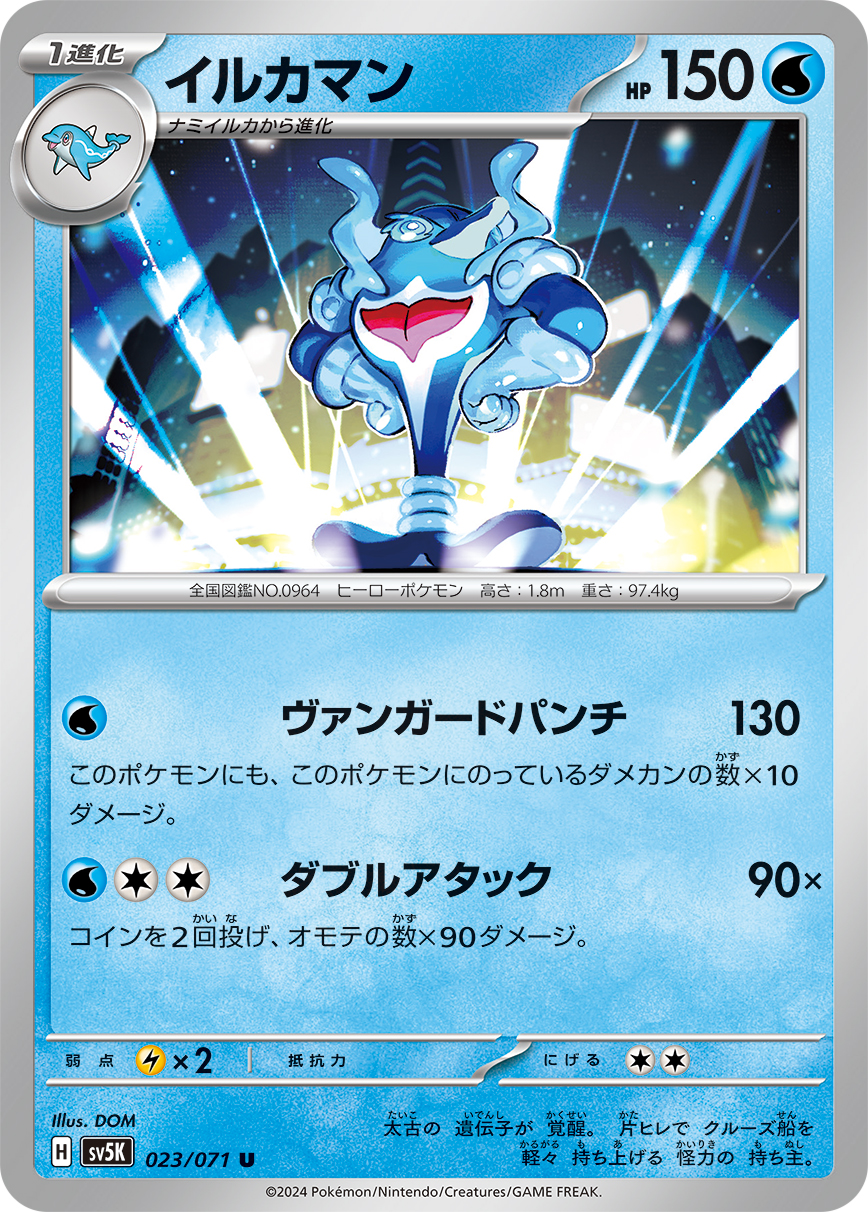 1進化
イルカマン
HP 150
ナミイルカから進化
全国図鑑NO.0964 ヒーローポケモン 高さ:1.8m 重さ:97.4kg
ヴァンガードパンチ 130
このポケモンにも、このポケモンにのっているダメカンの数×10
ダメージ。
ダブルアタック 90×
コインを2回投げ、オモテの数×90ダメージ。
弱点 ×2 抵抗力 にげる
Illus. DOM
太古の 遺伝子が 覚醒。 片ヒレで クルーズ船を
軽々 持ち上げる 怪力の 持ち主。
H sv5K 023/071 U
©2024 Pokémon/Nintendo/Creatures/GAME FREAK.